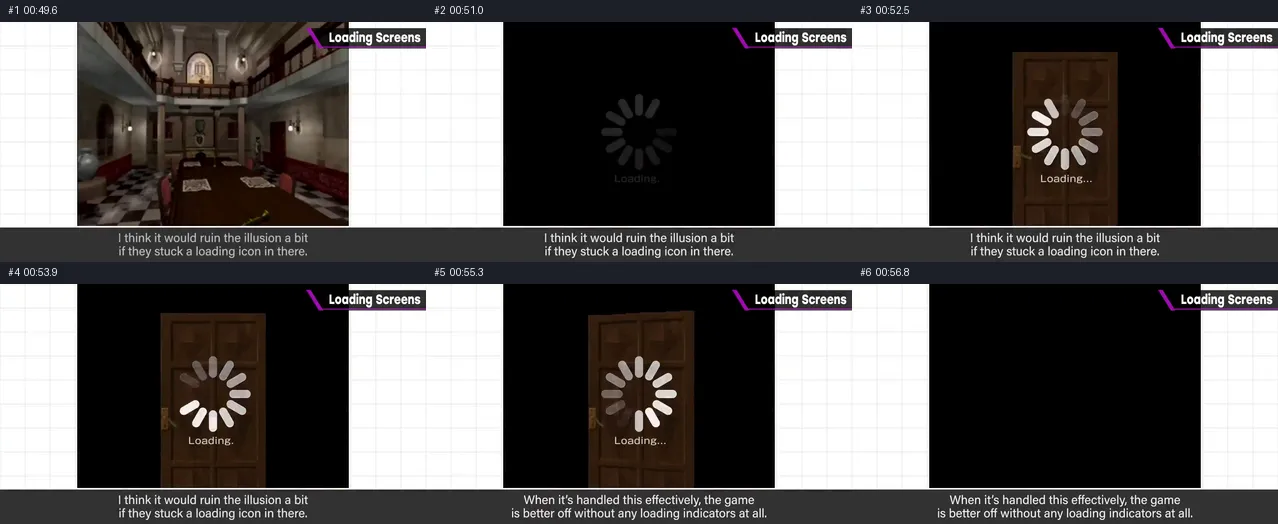 #1 00:49.6
Loading Screens
I think it would ruin the illusion a bit
if they stuck a loading icon in there.
#2 00:51.0
Loading Screens
Loading.
I think it would ruin the illusion a bit
if they stuck a loading icon in there.
#3 00:52.5
Loading Screens
Loading...
I think it would ruin the illusion a bit
if they stuck a loading icon in there.
#4 00:53.9
Loading Screens
Loading.
I think it would ruin the illusion a bit
if they stuck a loading icon in there.
#5 00:55.3
Loading Screens
Loading...
When it's handled this effectively, the game
is better off without any loading indicators at all.
#6 00:56.8
Loading Screens
When it's handled this effectively, the game
is better off without any loading indicators at all.